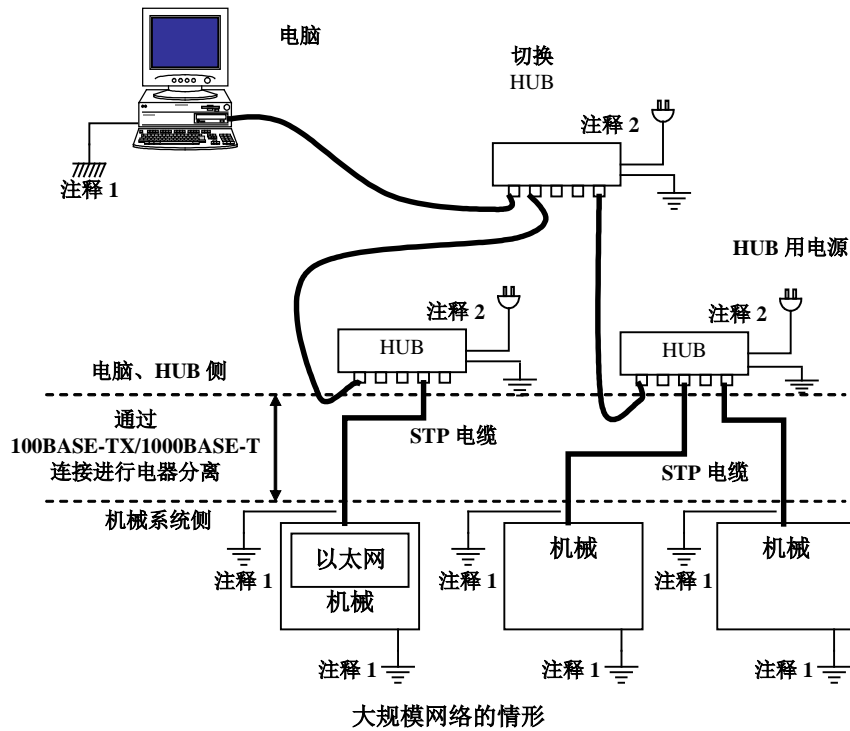 电脑
切换
HUB
注释 2
注释 1
HUB 用电源
注释 2
注释 2
HUB
HUB
电脑、HUB 侧
通过
100BASE-TX/1000BASE-T
连接进行电器分离
STP 电缆
STP 电缆
机械系统侧
以太网
机械
机械
机械
注释 1
注释 1
注释 1
注释 1
注释 1
注释 1
大规模网络的情形